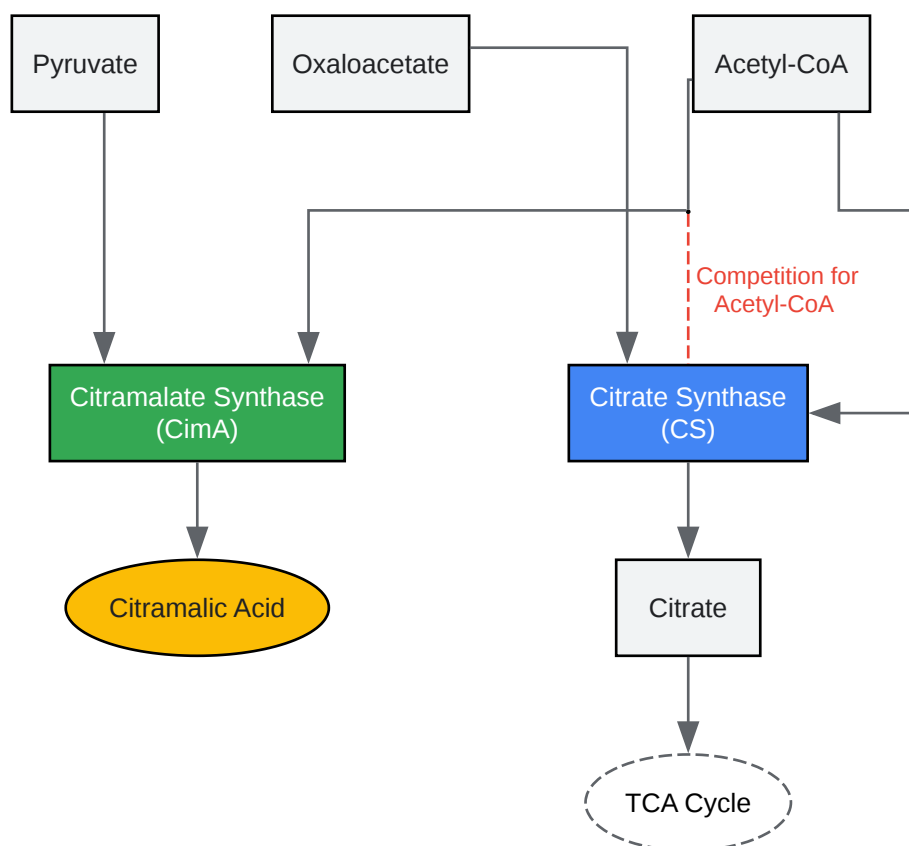 Pyruvate
Oxaloacetate
Acetyl-CoA
Competition for
Acetyl-CoA
Citramalate Synthase
(CimA)
Citrate Synthase
(CS)
Citramalic Acid
Citrate
TCA Cycle